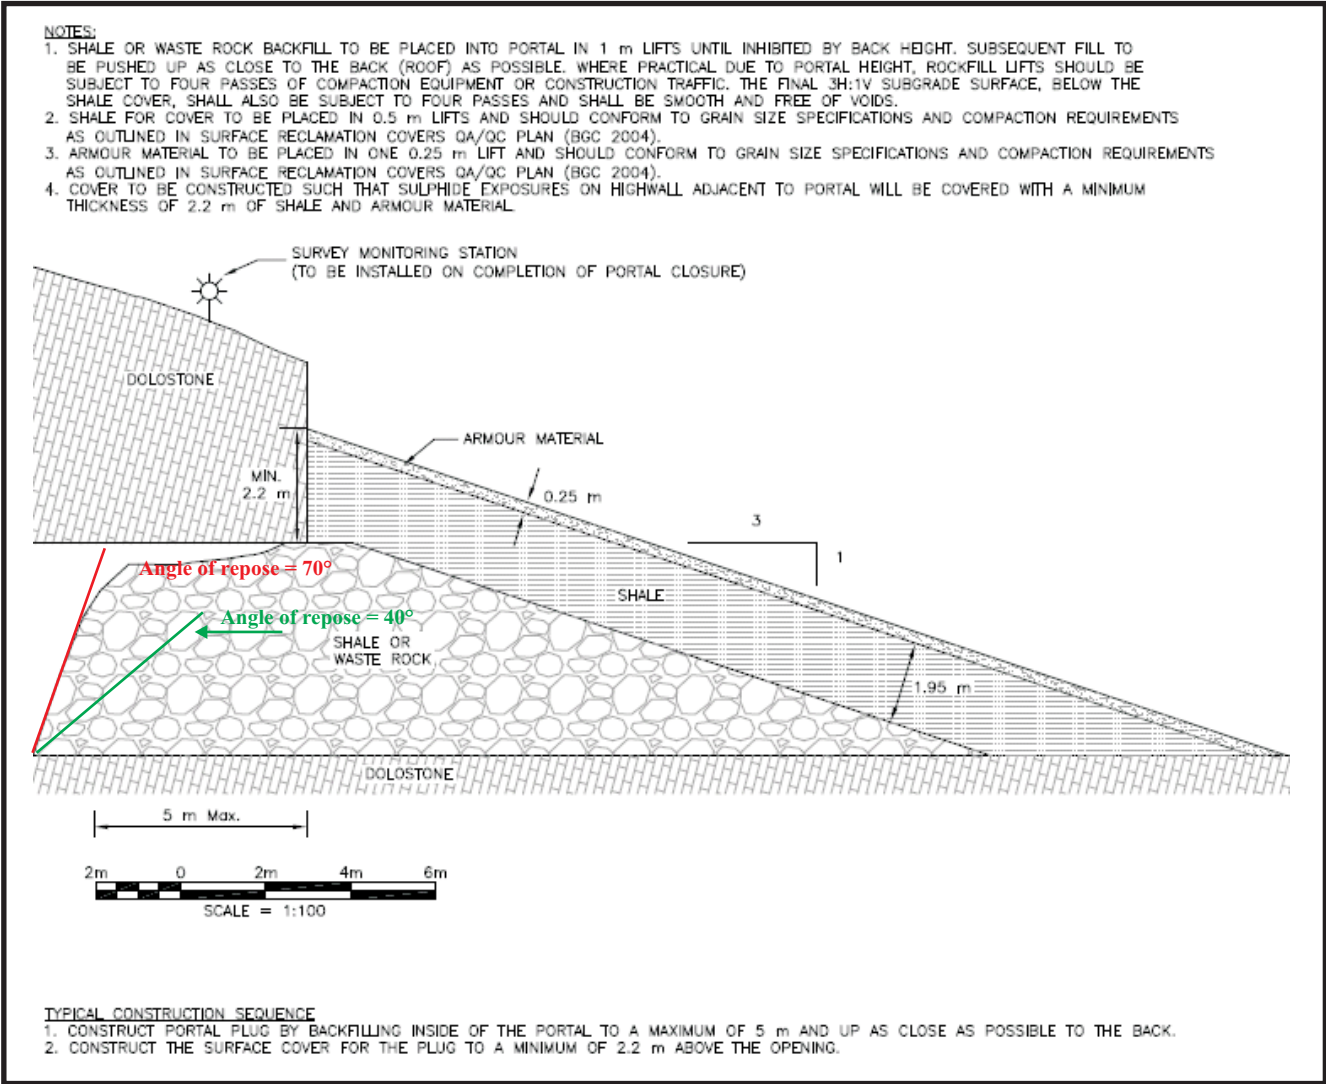 NOTES:
1. SHALE OR WASTE ROCK BACKFILL TO BE PLACED INTO PORTAL IN 1 m LIFTS UNTIL INHIBITED BY BACK HEIGHT. SUBSEQUENT FILL TO
BE PUSHED UP AS CLOSE TO THE BACK (ROOF) AS POSSIBLE. WHERE PRACTICAL DUE TO PORTAL HEIGHT, ROCKFILL LIFTS SHOULD BE
SUBJECT TO FOUR PASSES OF COMPACTION EQUIPMENT OR CONSTRUCTION TRAFFIC. THE FINAL 3H:1V SUBGRADE SURFACE, BELOW THE
SHALE COVER, SHALL ALSO BE SUBJECT TO FOUR PASSES AND SHALL BE SMOOTH AND FREE OF VOIDS.
2. SHALE FOR COVER TO BE PLACED IN 0.5 m LIFTS AND SHOULD CONFORM TO GRAIN SIZE SPECIFICATIONS AND COMPACTION REQUIREMENTS
AS OUTLINED IN SURFACE RECLAMATION COVERS QA/QC PLAN (BGC 2004).
3. ARMOUR MATERIAL TO BE PLACED IN ONE 0.25 m LIFT AND SHOULD CONFORM TO GRAIN SIZE SPECIFICATIONS AND COMPACTION REQUIREMENTS
AS OUTLINED IN SURFACE RECLAMATION COVERS QA/QC PLAN (BGC 2004).
4. COVER TO BE CONSTRUCTED SUCH THAT SULPHIDE EXPOSURES ON HIGHWALL ADJACENT TO PORTAL WILL BE COVERED WITH A MINIMUM
THICKNESS OF 2.2 m OF SHALE AND ARMOUR MATERIAL.
SURVEY MONITORING STATION
(TO BE INSTALLED ON COMPLETION OF PORTAL CLOSURE)
DOLOSTONE
ARMOUR MATERIAL
MIN.
2.2 m
0.25 m
3
1
Angle of repose = 70°
SHALE
Angle of repose = 40°
SHALE OR
WASTE ROCK
1.95 m
DOLOSTONE
5 m Max.
2m 0 2m 4m 6m
SCALE = 1:100
TYPICAL CONSTRUCTION SEQUENCE
1. CONSTRUCT PORTAL PLUG BY BACKFILLING INSIDE OF THE PORTAL TO A MAXIMUM OF 5 m AND UP AS CLOSE AS POSSIBLE TO THE BACK.
2. CONSTRUCT THE SURFACE COVER FOR THE PLUG TO A MINIMUM OF 2.2 m ABOVE THE OPENING.